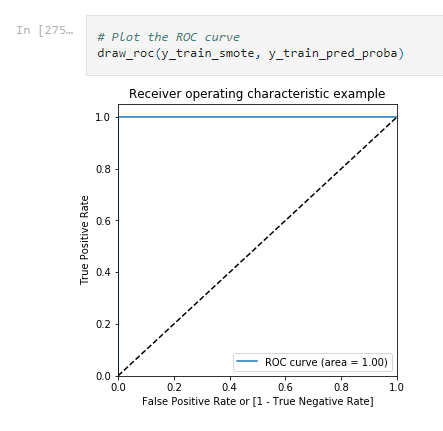 In [275…
# Plot the ROC curve
draw_roc(y_train_smote, y_train_pred_proba)
Receiver operating characteristic example
1.0
0.8
0.6
0.4
0.2
0.0
True Positive Rate
ROC curve (area = 1.00)
0.0 0.2 0.4 0.6 0.8 1.0
False Positive Rate or [1 - True Negative Rate]